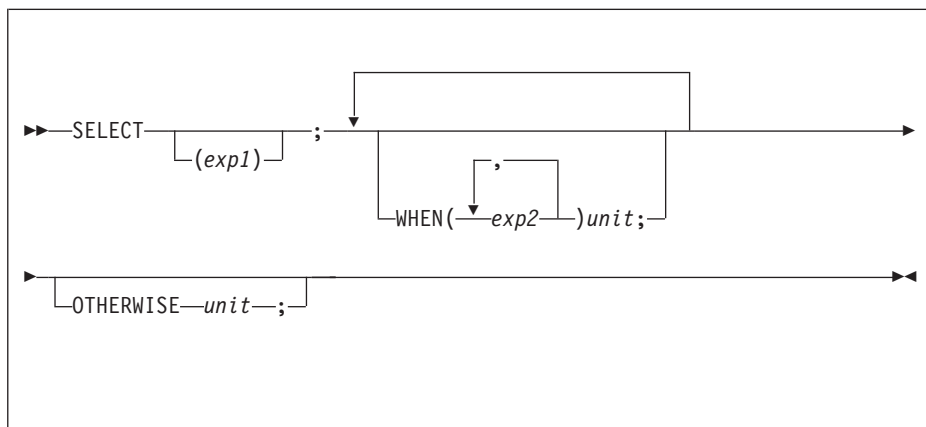 SELECT ;
(exp1)
,
WHEN( exp2 )unit;
OTHERWISE unit ;